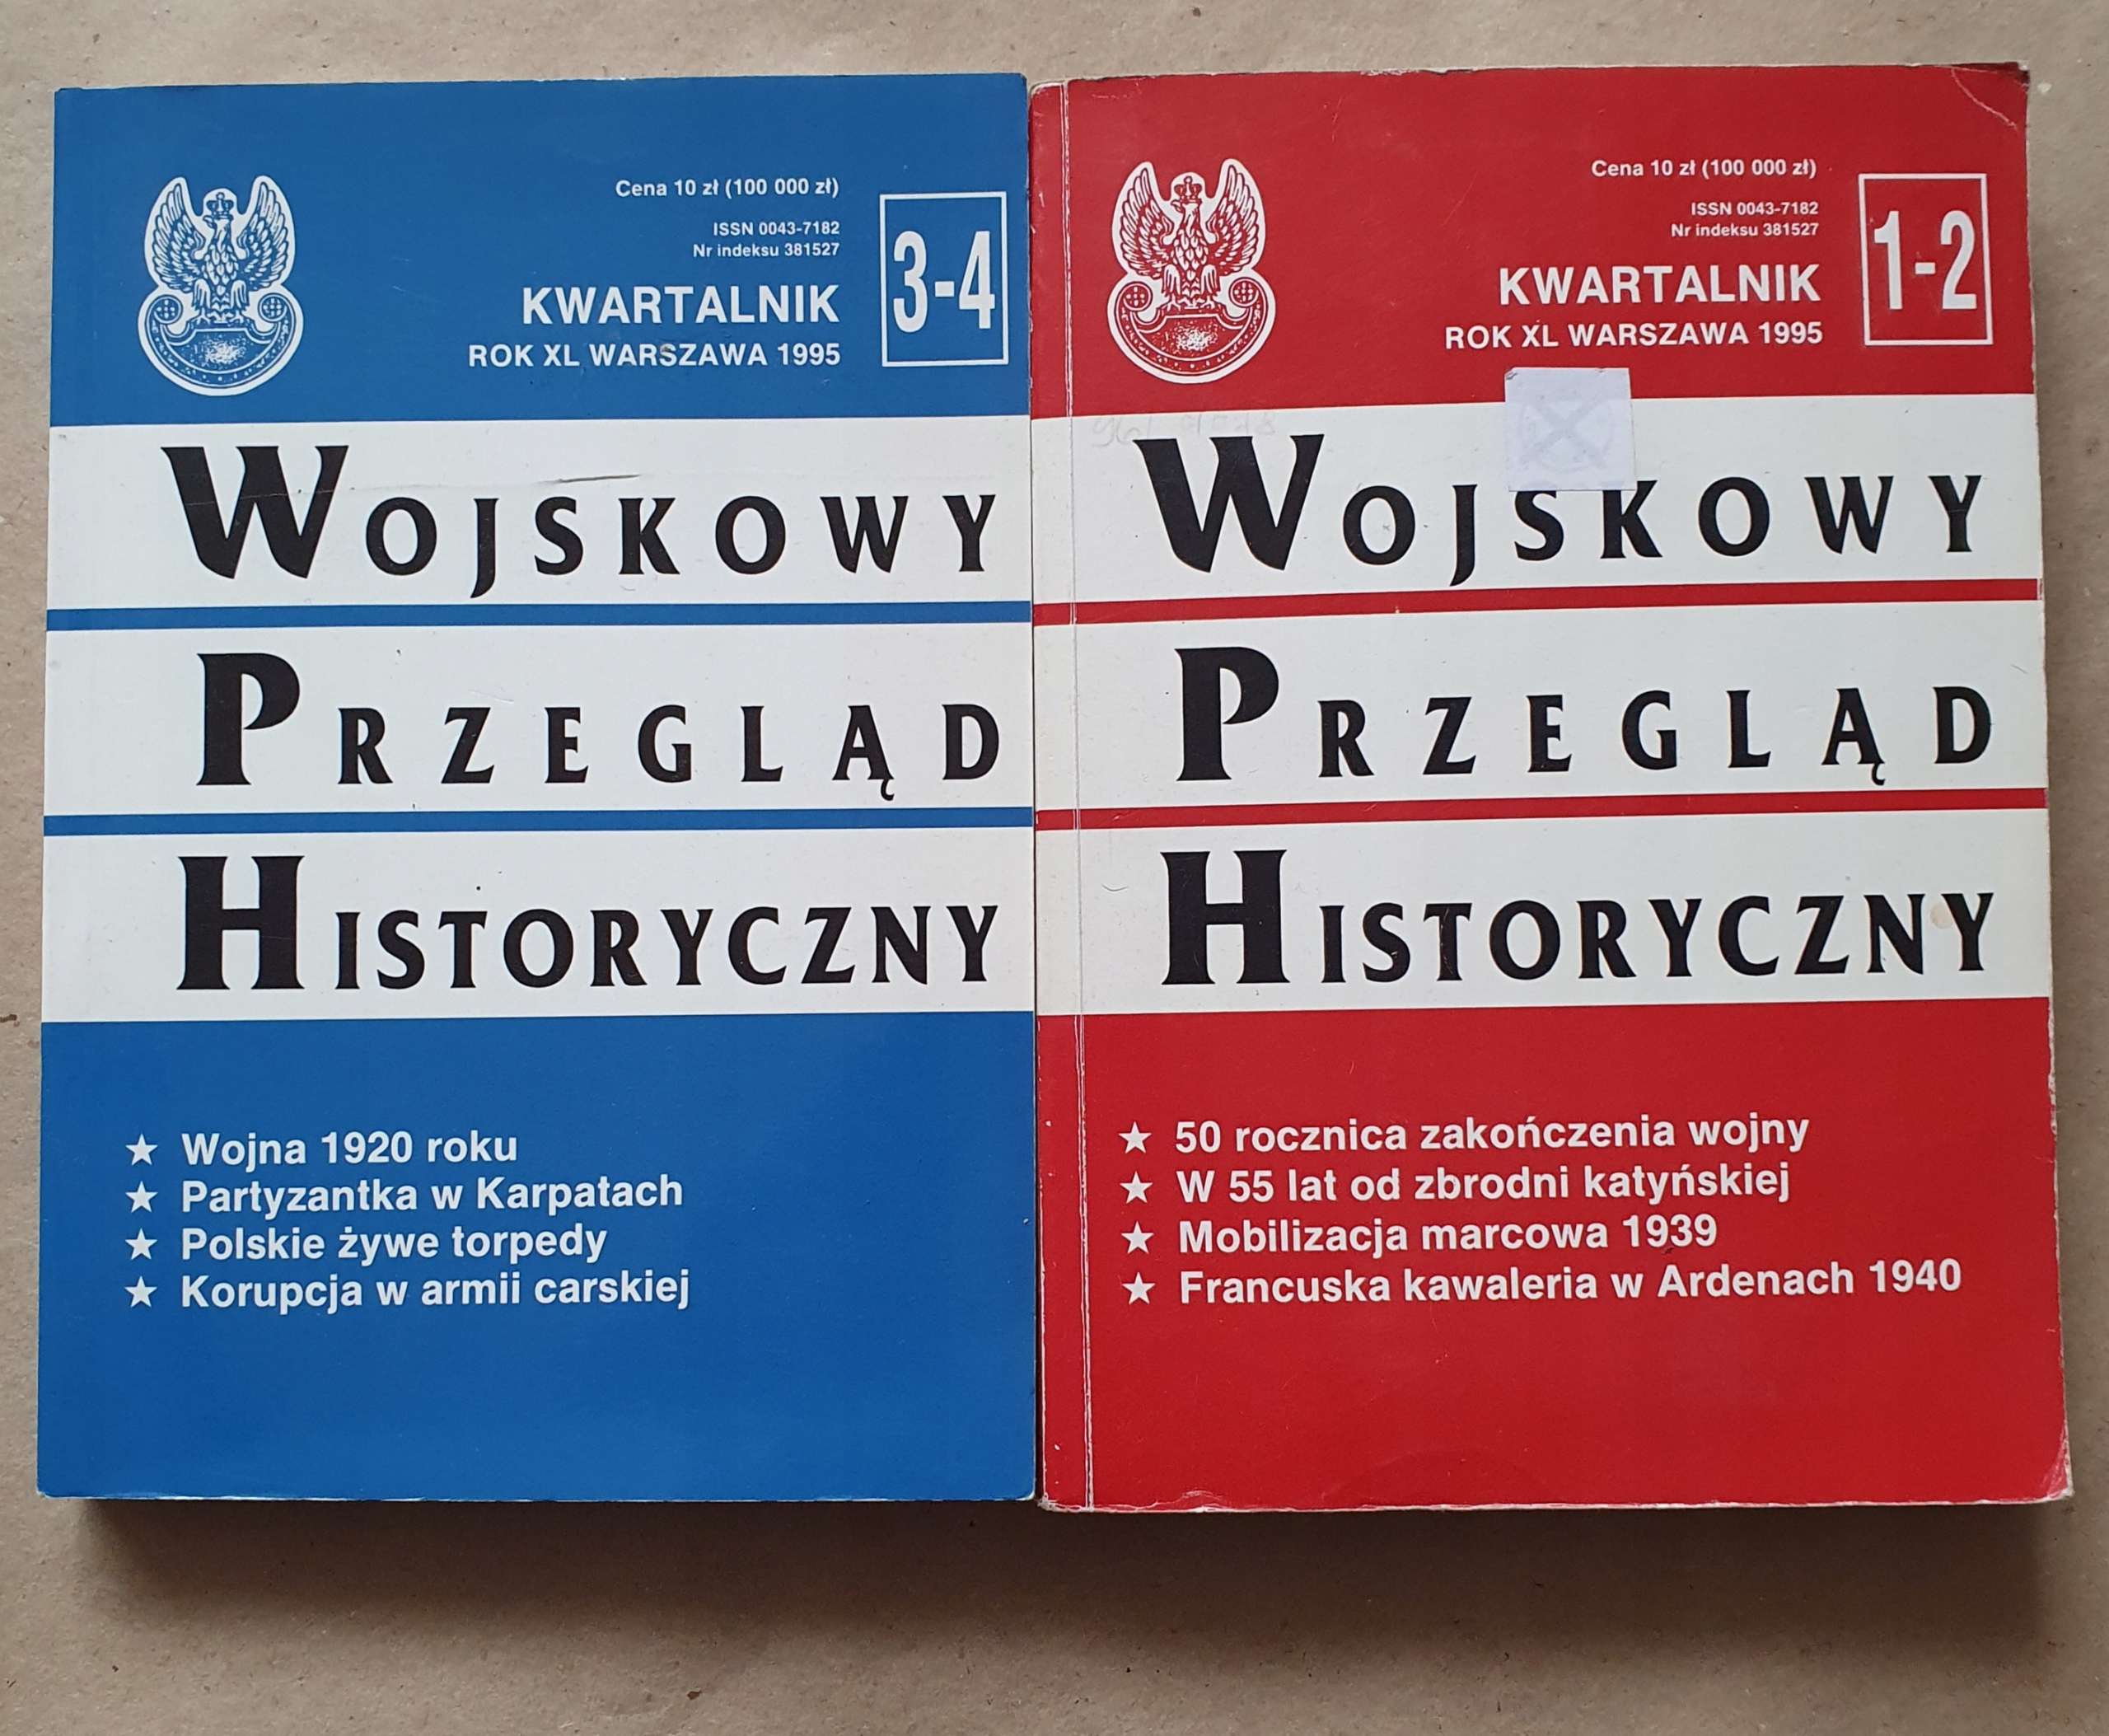 Cena 10 zł (100 000 zł)
ISSN 0043-7182
Nr indeksu 381527
KWARTALNIK
ROK XL WARSZAWA 1995
3-4
WOJSKOWY
PRZEGLĄD
HISTORYCZNY
★ Wojna 1920 roku
★ Partyzantka w Karpatach
★ Polskie żywe torpedy
★ Korupcja w armii carskiej
Cena 10 zł (100 000 zł)
ISSN 0043-7182
Nr indeksu 381527
KWARTALNIK
ROK XL WARSZAWA 1995
1-2
WOJSKOWY
PRZEGLĄD
HISTORYCZNY
★ 50 rocznica zakończenia wojny
★ W 55 lat od zbrodni katyńskiej
★ Mobilizacja marcowa 1939
★ Francuska kawaleria w Ardenach 1940